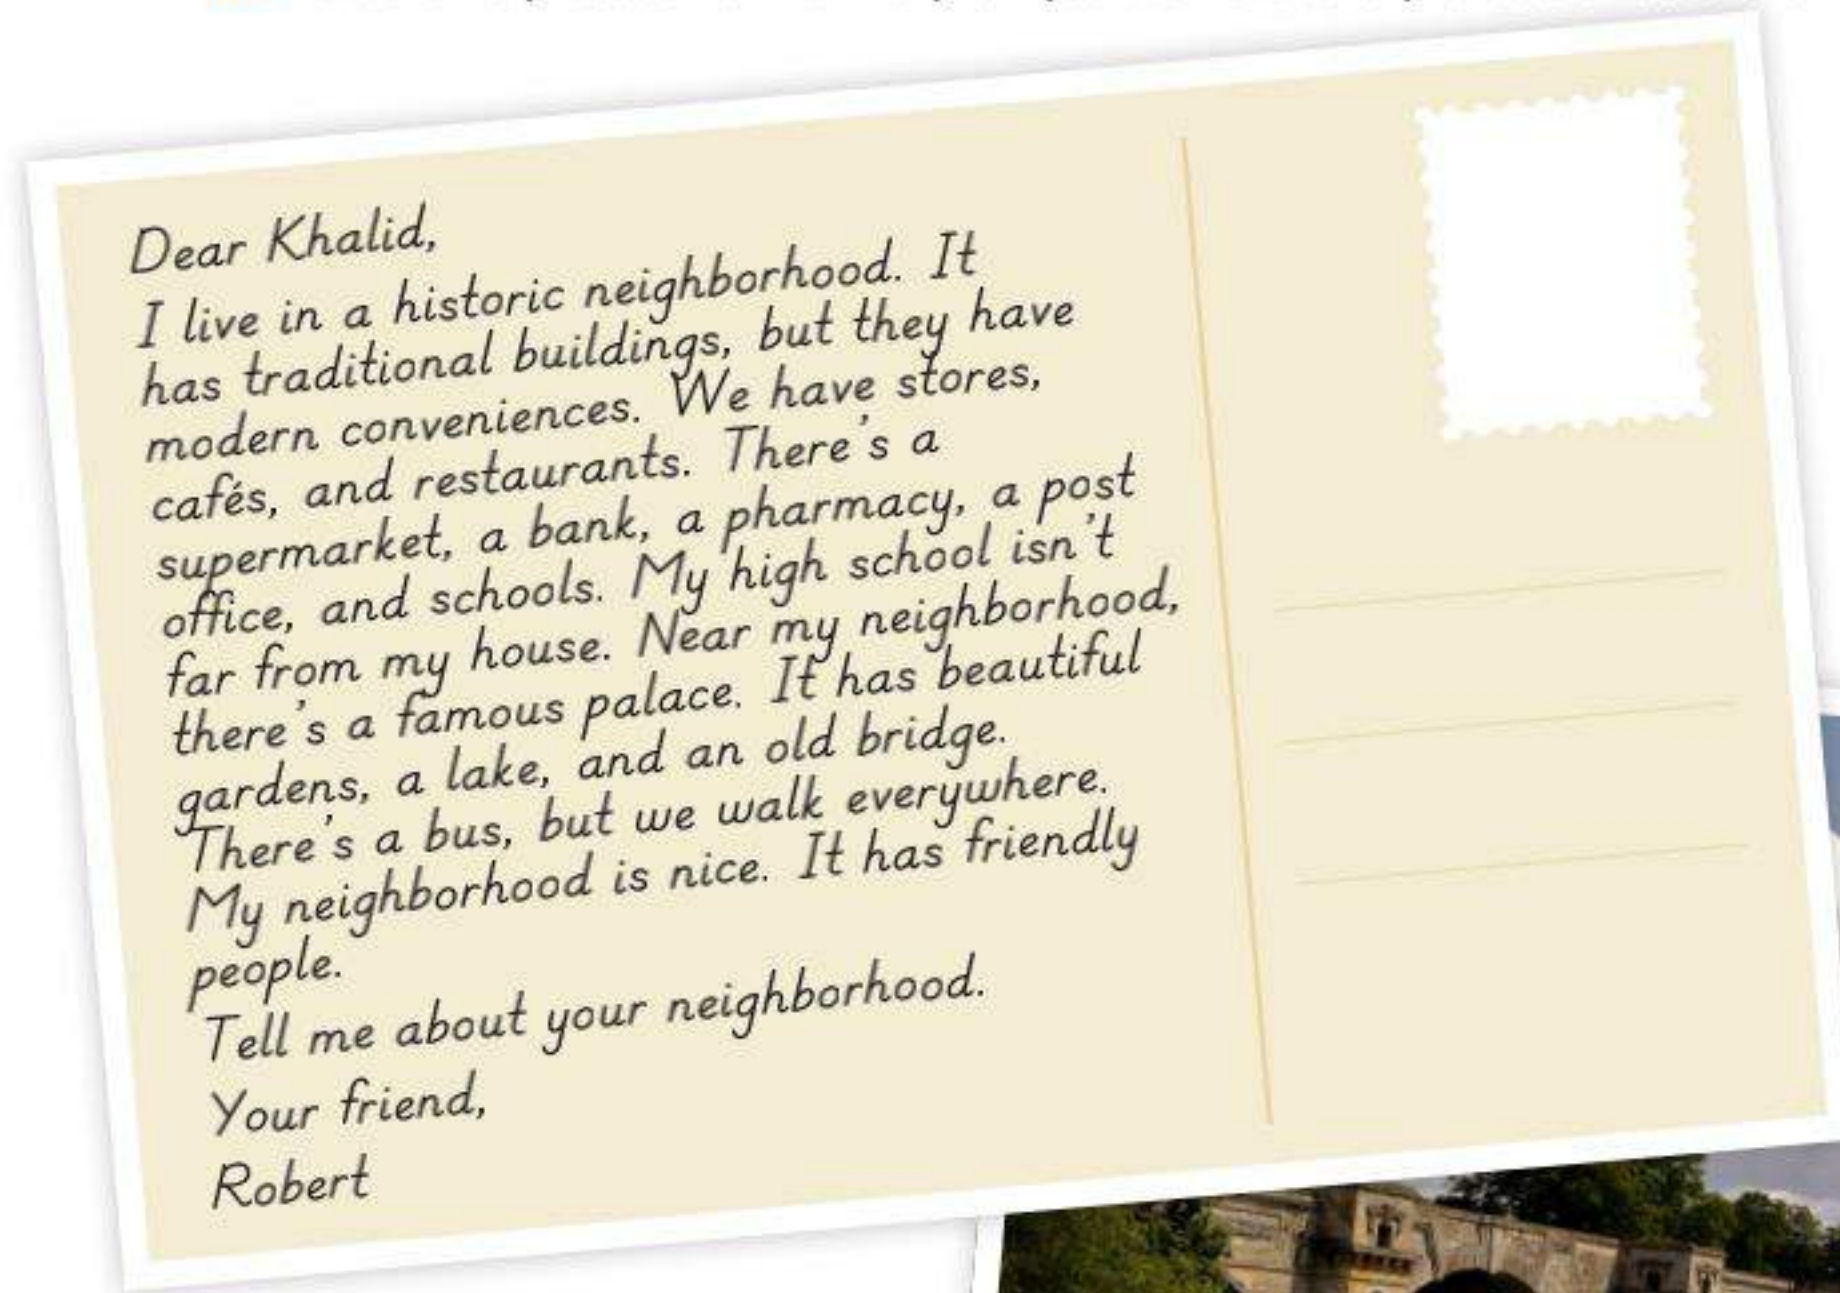 Dear Khalid,
I live in a historic neighborhood. It
has traditional buildings, but they have
modern conveniences. We have stores,
cafés, and restaurants. There's a
supermarket, a bank, a pharmacy, a post
office, and schools. My high school isn't
far from my house. Near my neighborhood,
there's a famous palace. It has beautiful
gardens, a lake, and an old bridge.
There's a bus, but we walk everywhere.
My neighborhood is nice. It has friendly
people.
Tell me about your neighborhood.
Your friend,
Robert